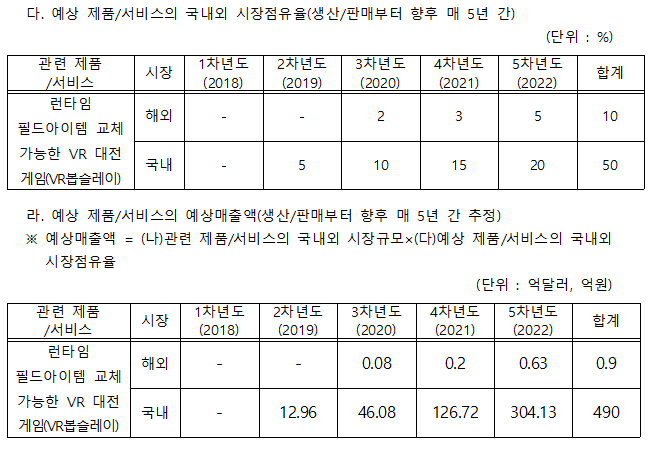 다. 예상 제품/서비스의 국내외 시장점유율(생산/판매부터 향후 매 5년 간)
(단위 : %)
관련 제품
/서비스
시장
1차년도
(2018)
2차년도
(2019)
3차년도
(2020)
4차년도
(2021)
5차년도
(2022)
합계
런타임
필드아이템 교체
가능한 VR 대전
게임(VR봅슬레이)
해외 - - 2 3 5 10
국내 - 5 10 15 20 50
라. 예상 제품/서비스의 예상매출액(생산/판매부터 향후 매 5년 간 추정)
※ 예상매출액 = (나)관련 제품/서비스의 국내외 시장규모×(다)예상 제품/서비스의 국내외
시장점유율
(단위 : 억달러, 억원)
관련 제품
/서비스
시장
1차년도
(2018)
2차년도
(2019)
3차년도
(2020)
4차년도
(2021)
5차년도
(2022)
합계
런타임
필드아이템 교체
가능한 VR 대전
게임(VR봅슬레이)
해외 - - 0.08 0.2 0.63 0.9
국내 - 12.96 46.08 126.72 304.13 490